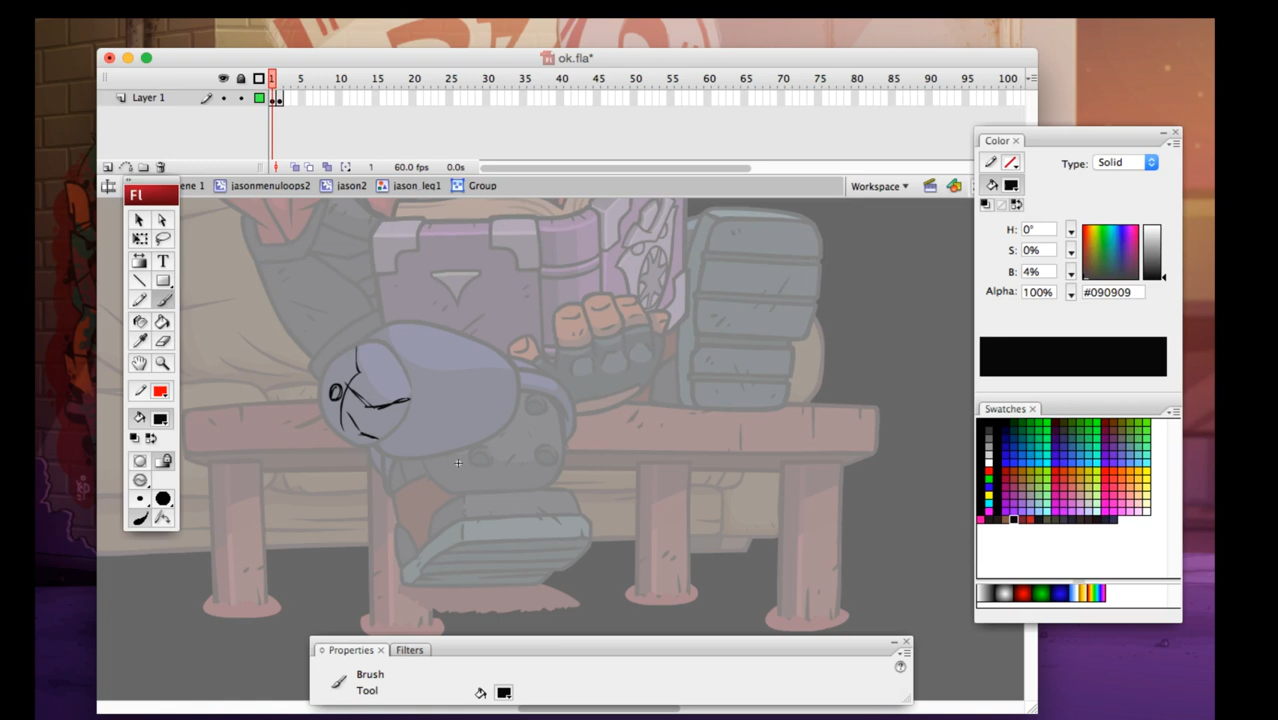 ok.fla*
1 5 10 15 20 25 30 35 40 45 50 55 60 65 70 75 80 85 90 95 100
Layer 1
1 60.0 fps 0.0s
ene 1 jasonmenuloops2 jason2 jason_leg1 Group Workspace
Fl
T
Color
Type: Solid
H: 0°
S: 0%
B: 4%
Alpha: 100% #090909
Swatches
Properties Filters
Brush
Tool
?